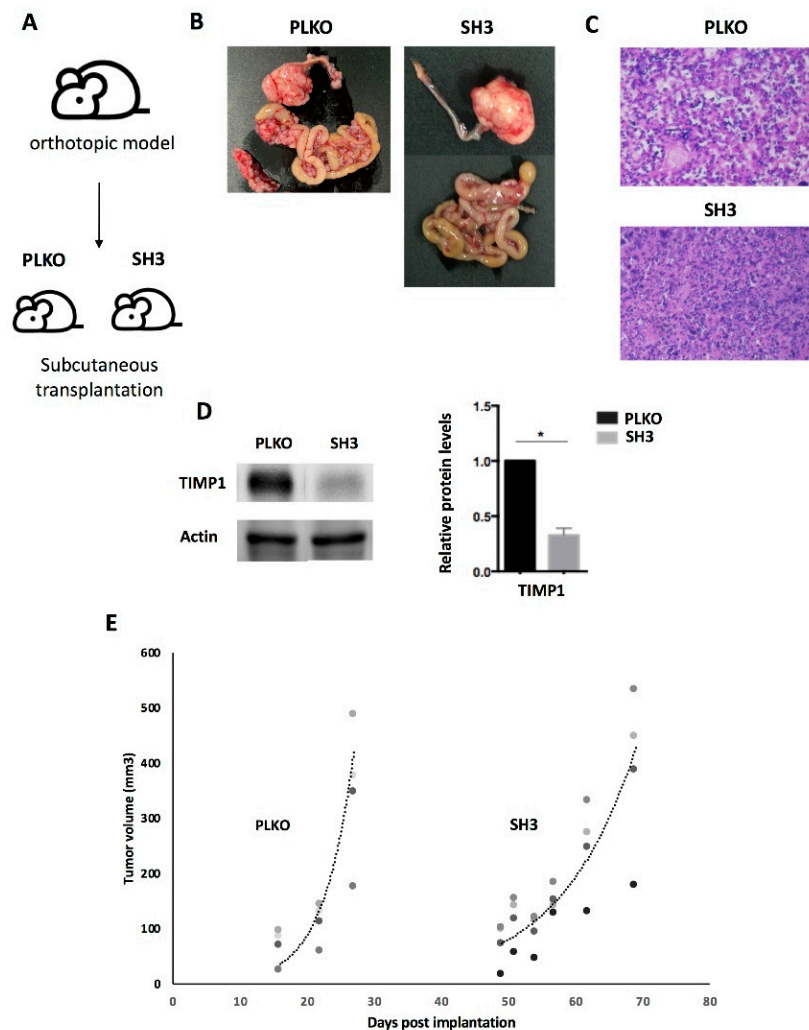 A
orthotopic model
PLKO SH3
Subcutaneous
transplantation
B
PLKO SH3
C
PLKO
SH3
D
PLKO SH3
TIMP1
Actin
Relative protein levels
1.5
1.0
0.5
0.0
*
TIMP1
PLKO
SH3
E
Tumor volume (mm3)
600
500
400
300
200
100
0
PLKO
SH3
0 10 20 30 40 50 60 70 80
Days post implantation